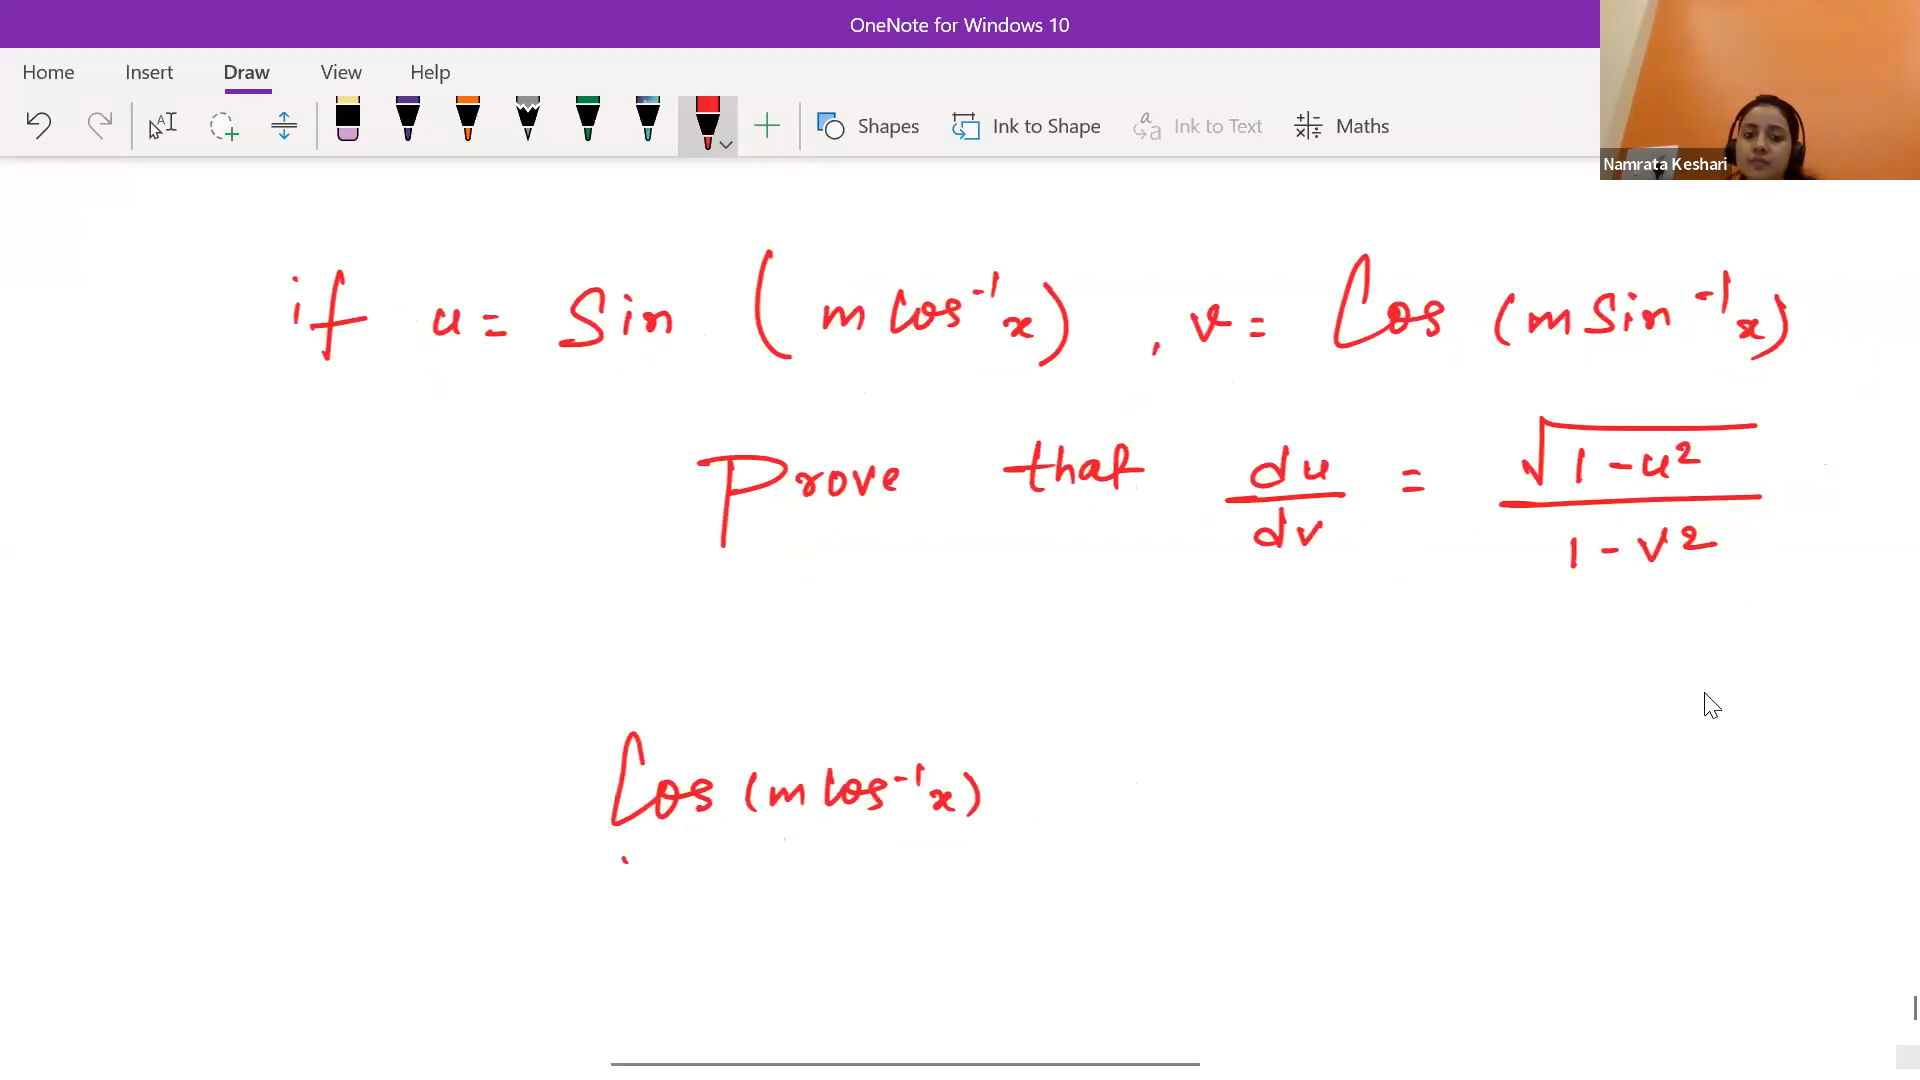 OneNote for Windows 10
Home Insert Draw View Help
Shapes Ink to Shape Ink to Text Maths
Namrata Keshari
if u = Sin (m Cos⁻¹x), v = Cos (m Sin⁻¹x)
Prove that du/dv = √(1-u²)/(1-v²)
Cos (m Cos⁻¹x)